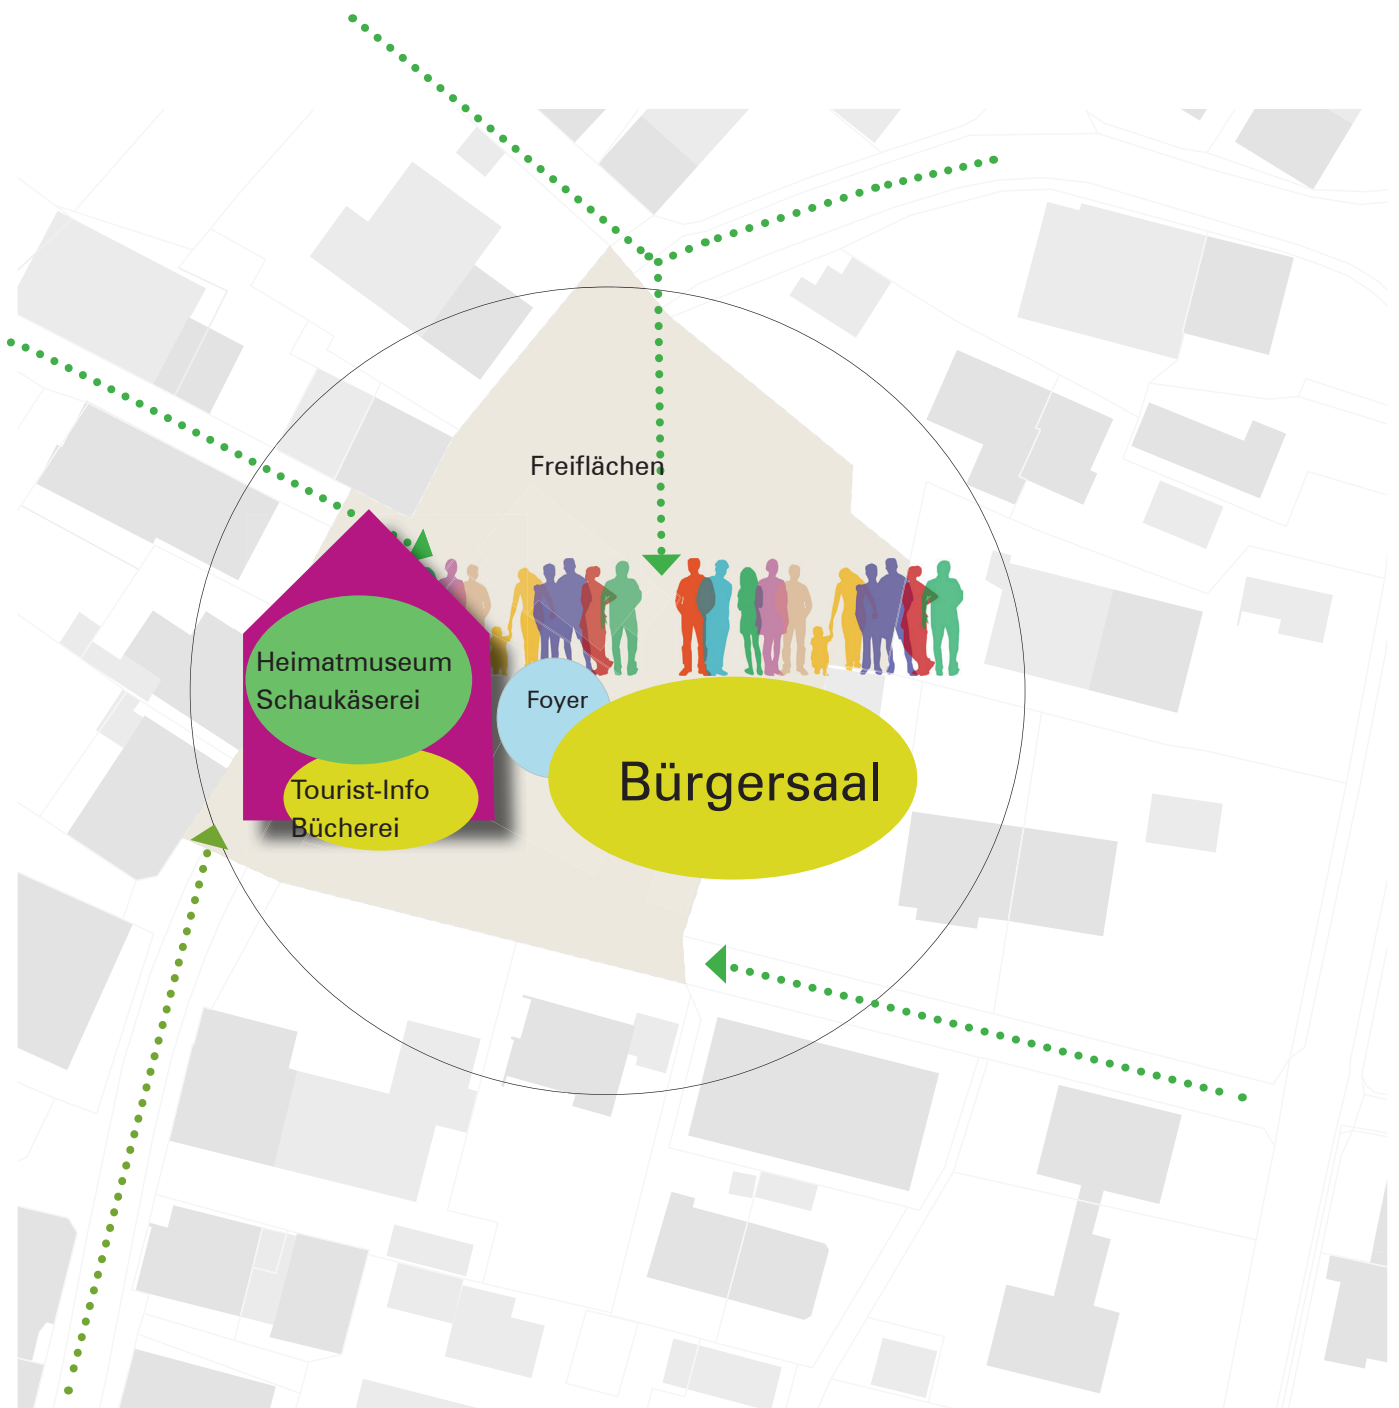 Freiflächen
Heimatmuseum
Schaukäserei
Foyer
Bürgersaal
Tourist-Info
Bücherei